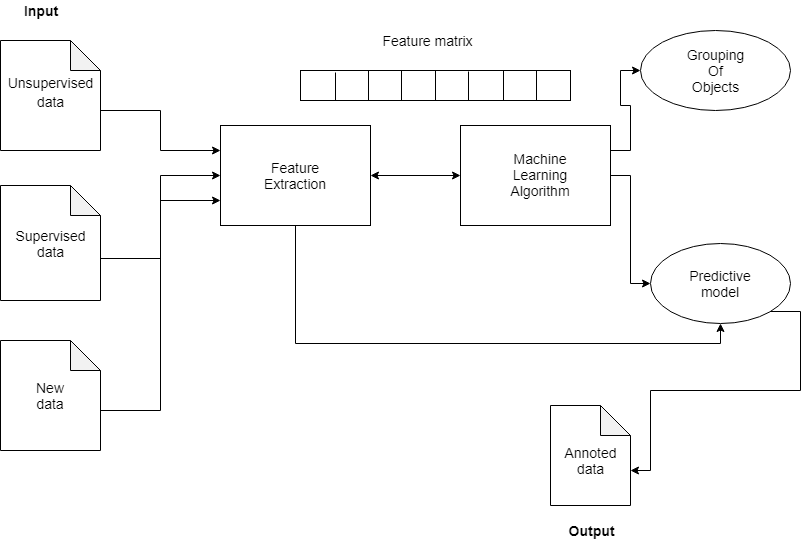 Input
Unsupervised
data
Supervised
data
New
data
Feature matrix
Feature
Extraction
Machine
Learning
Algorithm
Grouping
Of
Objects
Predictive
model
Annoted
data
Output